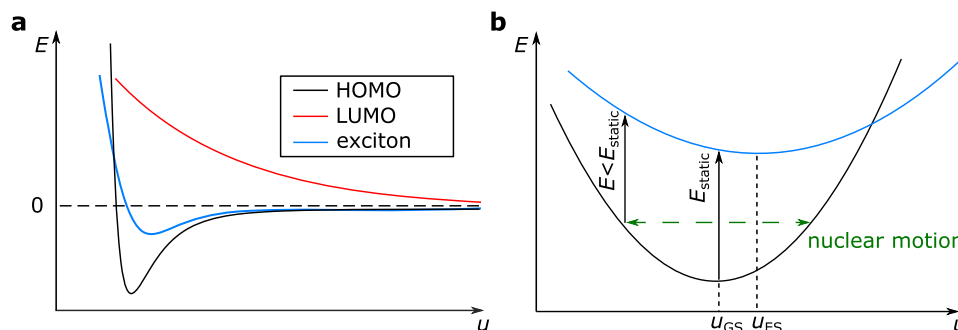 a
E
HOMO
LUMO
exciton
0
u
b
E
E<E_static
E_static
nuclear motion
u_GS u_ES
u